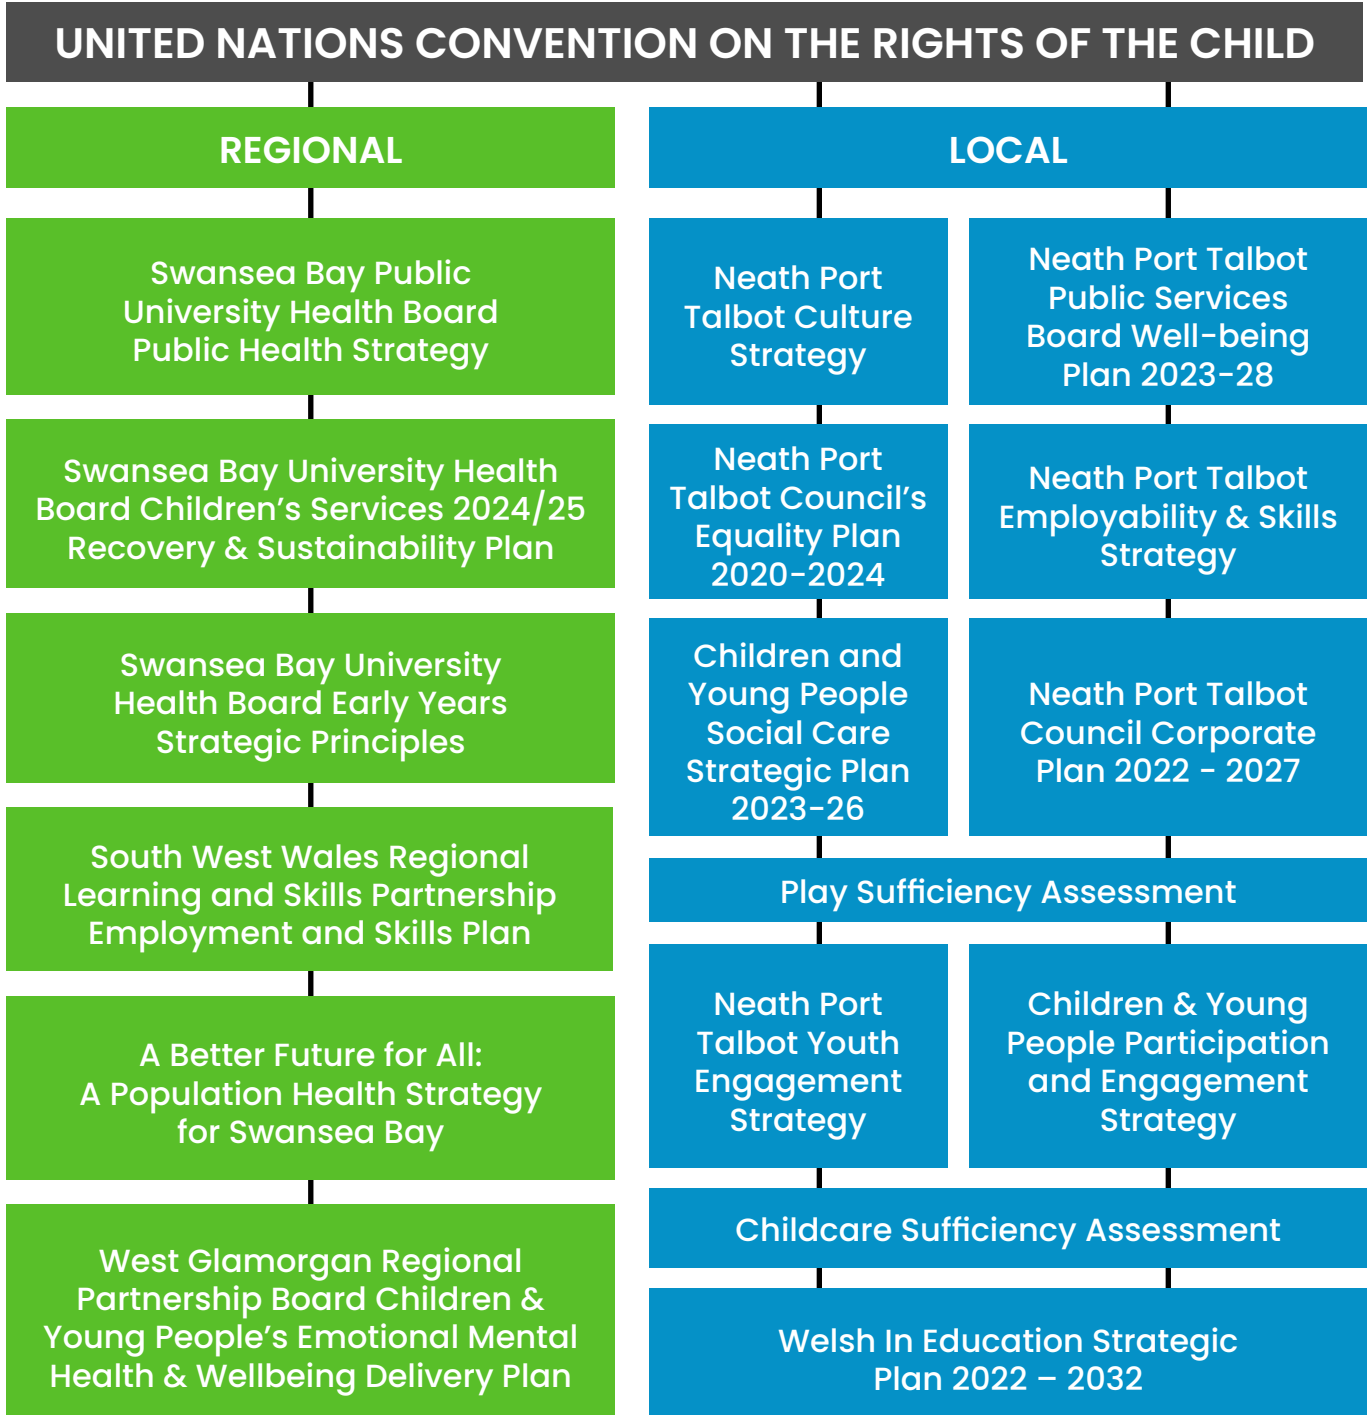 UNITED NATIONS CONVENTION ON THE RIGHTS OF THE CHILD
REGIONAL
Swansea Bay Public
University Health Board
Public Health Strategy
Swansea Bay University Health
Board Children’s Services 2024/25
Recovery & Sustainability Plan
Swansea Bay University
Health Board Early Years
Strategic Principles
South West Wales Regional
Learning and Skills Partnership
Employment and Skills Plan
A Better Future for All:
A Population Health Strategy
for Swansea Bay
West Glamorgan Regional
Partnership Board Children &
Young People’s Emotional Mental
Health & Wellbeing Delivery Plan
LOCAL
Neath Port
Talbot Culture
Strategy
Neath Port Talbot
Public Services
Board Well-being
Plan 2023-28
Neath Port
Talbot Council’s
Equality Plan
2020-2024
Neath Port Talbot
Employability & Skills
Strategy
Children and
Young People
Social Care
Strategic Plan
2023-26
Neath Port Talbot
Council Corporate
Plan 2022 - 2027
Play Sufficiency Assessment
Neath Port
Talbot Youth
Engagement
Strategy
Children & Young
People Participation
and Engagement
Strategy
Childcare Sufficiency Assessment
Welsh In Education Strategic
Plan 2022 – 2032